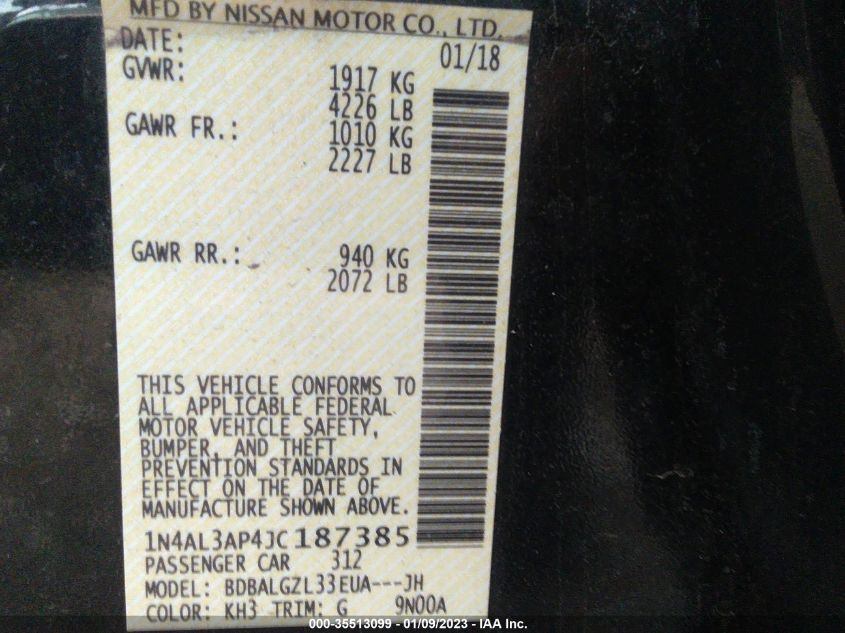 MFD BY NISSAN MOTOR CO., LTD.
DATE: 01/18
GVWR: 1917 KG
4226 LB
GAWR FR.: 1010 KG
2227 LB
GAWR RR.: 940 KG
2072 LB
THIS VEHICLE CONFORMS TO
ALL APPLICABLE FEDERAL
MOTOR VEHICLE SAFETY,
BUMPER, AND THEFT
PREVENTION STANDARDS IN
EFFECT ON THE DATE OF
MANUFACTURE SHOWN ABOVE.
1N4AL3AP4JC187385
PASSENGER CAR 312
MODEL: BDBALGZL33EUA---JH
COLOR: KH3 TRIM: G 9N00A
000-35513099 - 01/09/2023 - IAA Inc.